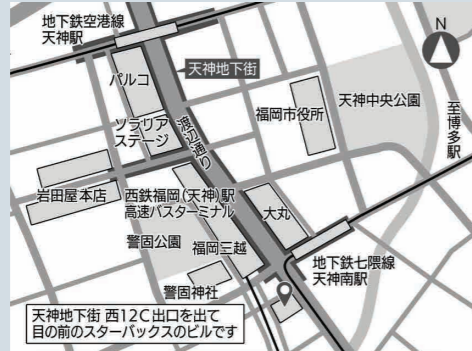 地下鉄空港線
天神駅
N
パルコ
天神地下街
天神中央公園
福岡市役所
ソラリア
ステージ
渡辺通り
至博多駅
岩田屋本店
西鉄福岡(天神)駅
高速バスターミナル
大丸
警固公園
福岡三越
地下鉄七隈線
天神南駅
警固神社
天神地下街 西12C出口を出て
目の前のスターバックスのビルです